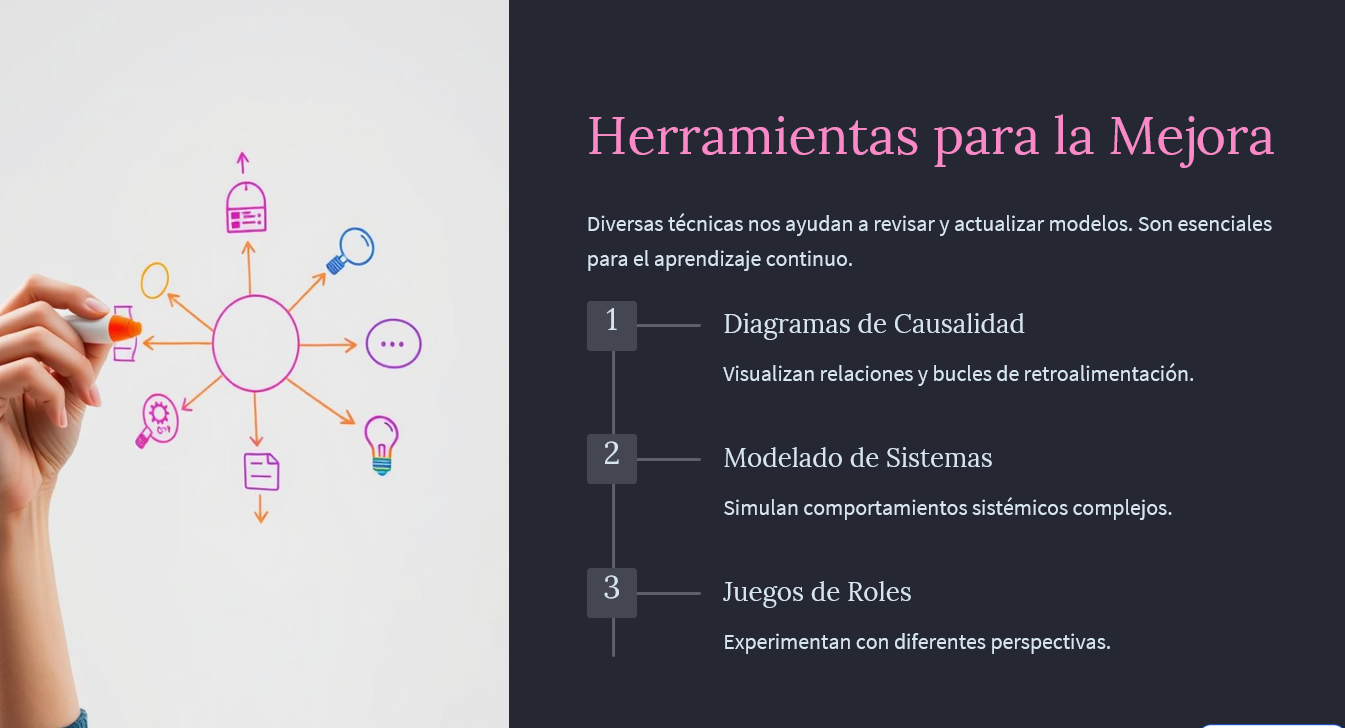 Herramientas para la Mejora
Diversas técnicas nos ayudan a revisar y actualizar modelos. Son esenciales
para el aprendizaje continuo.
1
Diagramas de Causalidad
Visualizan relaciones y bucles de retroalimentación.
2
Modelado de Sistemas
Simulan comportamientos sistémicos complejos.
3
Juegos de Roles
Experimentan con diferentes perspectivas.